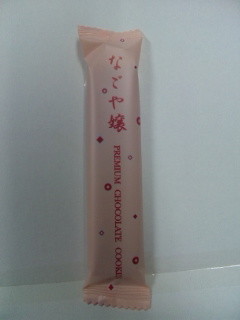 なごや嬢
PREMIUM CHOCOLATE COOKIE